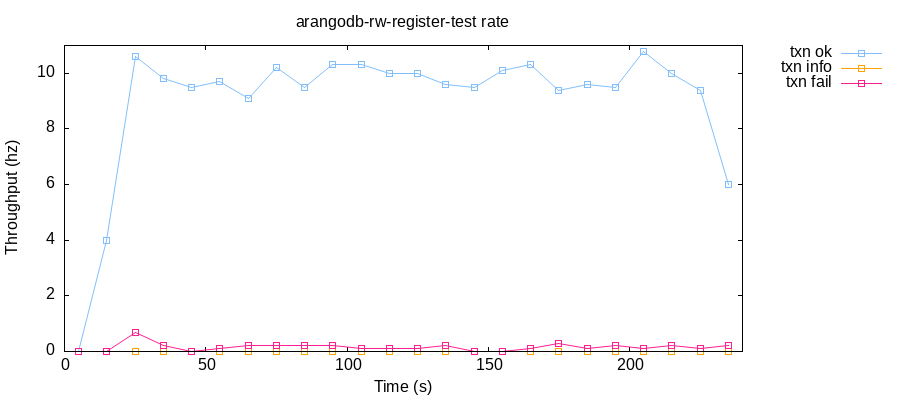 arangodb-rw-register-test rate
txn ok
txn info
txn fail
Throughput (hz)
10
8
6
4
2
0
0 50 100 150 200
Time (s)